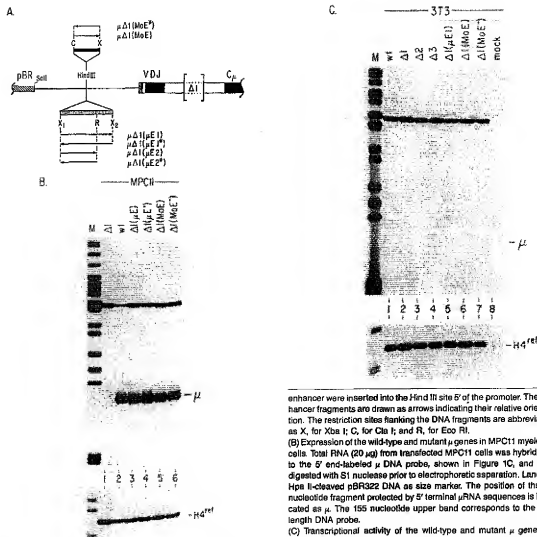 A.
μΔ1(MoE*)
μΔ1(MoE)
C X
pBR
SalI
HindIII
VDJ
Δ1
Cμ
X₁ R X₂
μΔ1(μE1)
μΔ1(μE1*)
μΔ1(μE2)
μΔ1(μE2*)
B.
MPC11
M
Δ1
wt
Δ1(μE)
Δ1(μE*)
Δ1(MoE)
Δ1(MoE*)
-μ
1 2 3 4 5 6
-H4ref
C.
3T3
M
wt
Δ1
Δ2
Δ3
Δ1(μE1)
Δ1(MoE)
Δ1(MoE*)
mock
-μ
1 2 3 4 5 6 7 8
-H4ref
enhancer were inserted into the Hind III site 5' of the promoter. The
hancer fragments are drawn as arrows indicating their relative orie
tion. The restriction sites flanking the DNA fragments are abbrevia
as X, for Xba I; C, for Cla I; and R, for Eco RI.
(B) Expression of the wild-type and mutant μ genes in MPC11 myelo
cells. Total RNA (20 μg) from transfected MPC11 cells was hybrid
to the 5' end-labeled μ DNA probe, shown in Figure 1C, and
digested with S1 nuclease prior to electrophoretic separation. Lane
Hpa II-cleaved pBR322 DNA as size marker. The position of th
nucleotide fragment protected by 5' terminal μRNA sequences is i
cated as μ. The 155 nucleotide upper band corresponds to the
length DNA probe.
(C) Transcriptional activity of the wild-type and mutant μ gene